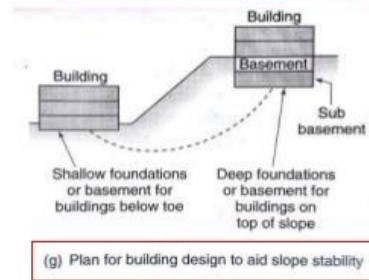 Building
Basement
Building
Sub
basement
Shallow foundations
or basement for
buildings below toe
Deep foundations
or basement for
buildings on
top of slope
(g) Plan for building design to aid slope stability